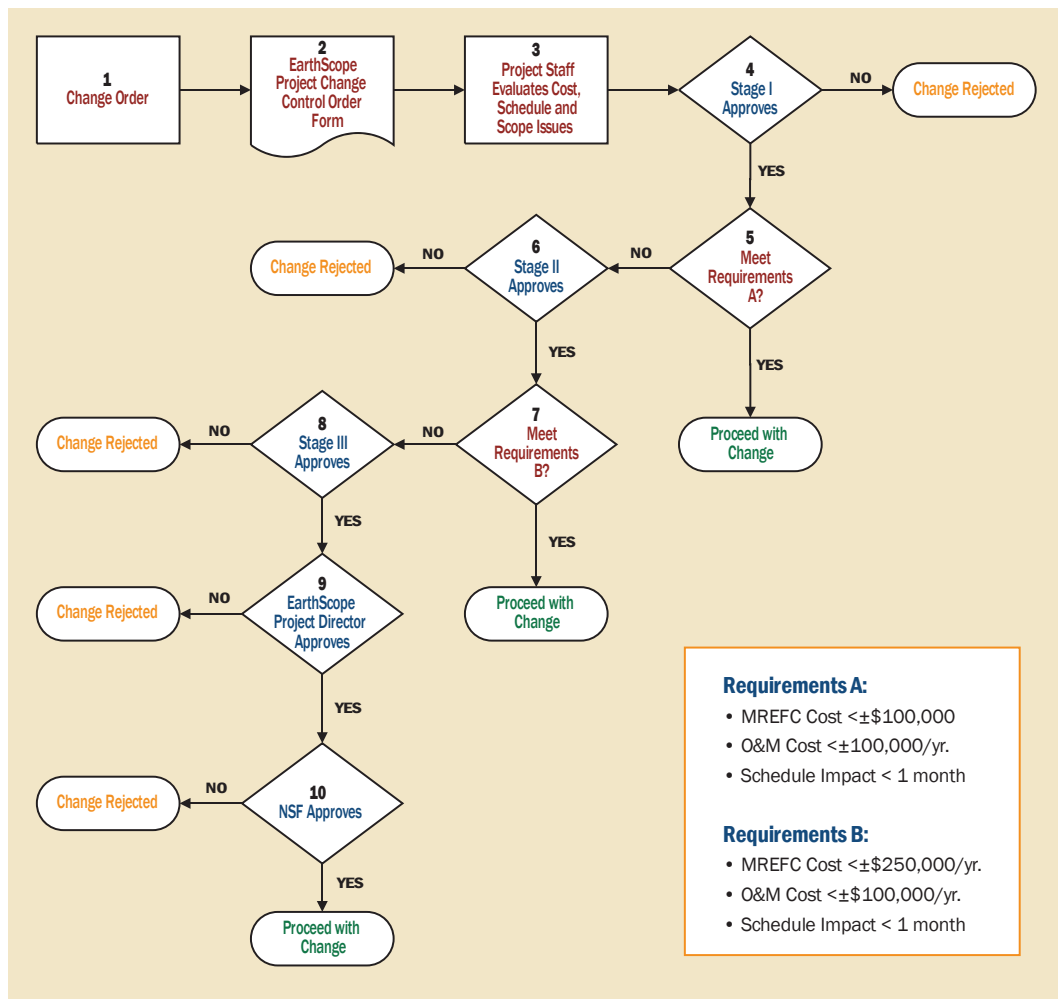 1
Change Order
2
EarthScope
Project Change
Control Order
Form
3
Project Staff
Evaluates Cost,
Schedule and
Scope Issues
4
Stage I
Approves
NO
Change Rejected
YES
5
Meet
Requirements
A?
NO
6
Stage II
Approves
NO
Change Rejected
YES
Proceed with
Change
YES
7
Meet
Requirements
B?
NO
8
Stage III
Approves
NO
Change Rejected
YES
Proceed with
Change
YES
9
EarthScope
Project Director
Approves
NO
Change Rejected
YES
10
NSF Approves
NO
Change Rejected
YES
Proceed with
Change
Requirements A:
• MREFC Cost <±$100,000
• O&M Cost <±100,000/yr.
• Schedule Impact < 1 month
Requirements B:
• MREFC Cost <±$250,000/yr.
• O&M Cost <±$100,000/yr.
• Schedule Impact < 1 month